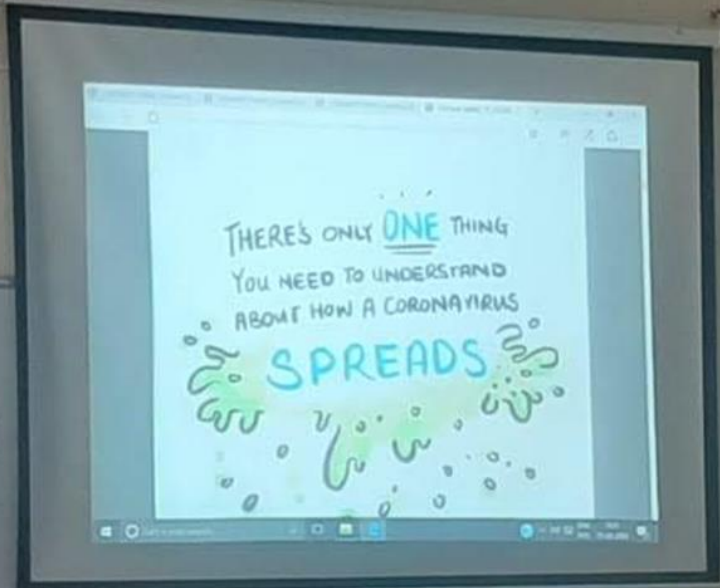 THERE'S ONLY ONE THING
YOU NEED TO UNDERSTAND
ABOUT HOW A CORONAVIRUS
SPREADS